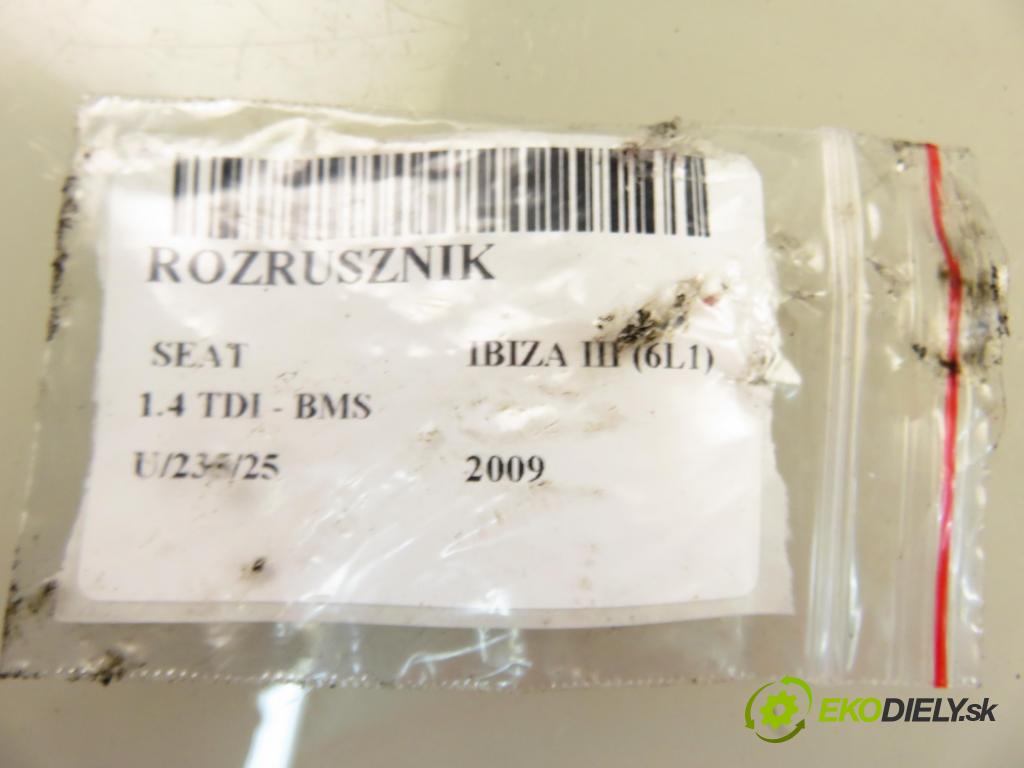 ROZRUSZNIK
SEAT IBIZA III (6L1)
1.4 TDI - BMS
2009
EKODIELY.sk